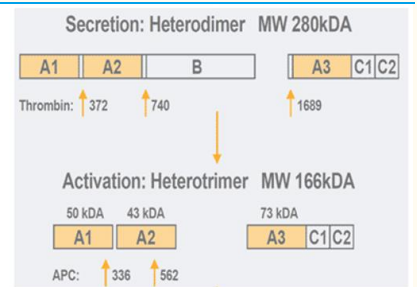 Secretion: Heterodimer MW 280kDA
A1 A2 B A3 C1 C2
Thrombin: 372 740 1689
Activation: Heterotrimer MW 166kDA
50 kDA 43 kDA 73 kDA
A1 A2 A3 C1 C2
APC: 336 562